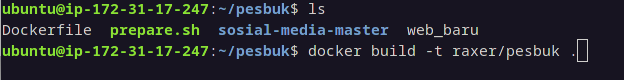 ubuntu@ip-172-31-17-247:~/pesbuk$ ls
Dockerfile  prepare.sh  sosial-media-master  web_baru
ubuntu@ip-172-31-17-247:~/pesbuk$ docker build -t raxer/pesbuk .